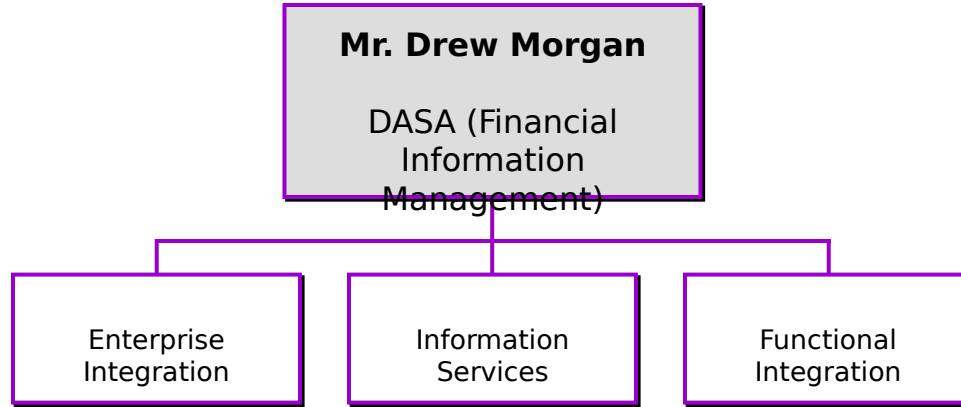 Mr. Drew Morgan
DASA (Financial
Information
Management)
Enterprise
Integration
Information
Services
Functional
Integration